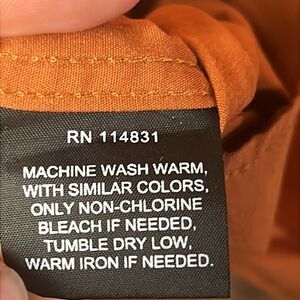 RN 114831
MACHINE WASH WARM,
WITH SIMILAR COLORS,
ONLY NON-CHLORINE
BLEACH IF NEEDED,
TUMBLE DRY LOW,
WARM IRON IF NEEDED.